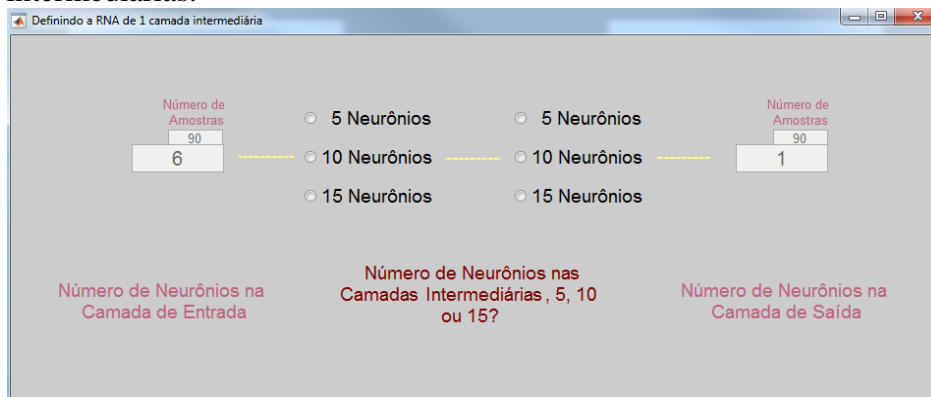 intermediárias.
Definindo a RNA de 1 camada intermediária
Número de
Amostras
90
6
5 Neurônios
10 Neurônios
15 Neurônios
5 Neurônios
10 Neurônios
15 Neurônios
Número de
Amostras
90
1
Número de Neurônios na
Camada de Entrada
Número de Neurônios nas
Camadas Intermediárias , 5, 10
ou 15?
Número de Neurônios na
Camada de Saída